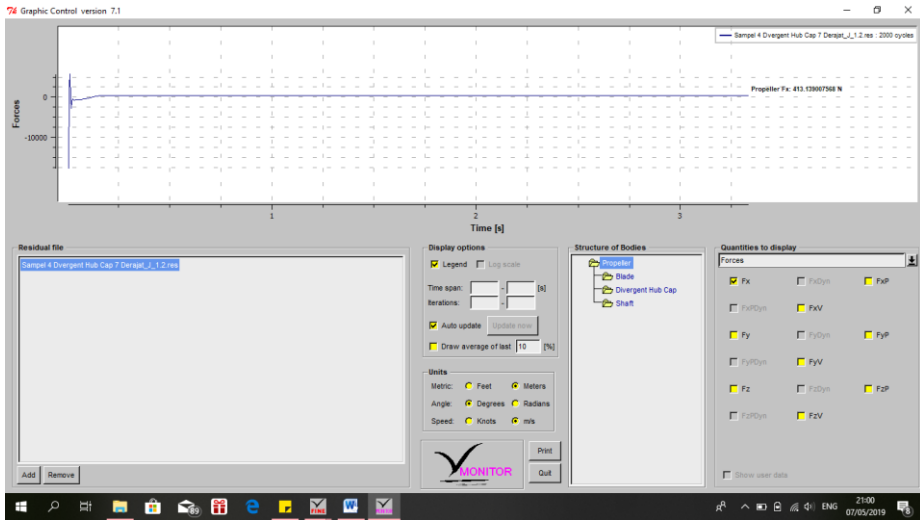 Graphic Control version 7.1
Sampel 4 Dvergent Hub Cap 7 Derajat_J_1.2.res : 2000 cycles
Propeller Fx: 413.139007568 N
Forces
0
-10000
1
2
3
Time [s]
Residual file
Sampel 4 Dvergent Hub Cap 7 Derajat_J_1.2.res
Add Remove
Display options
Legend Log scale
Time span: - [s]
Iterations: -
Auto update Update now
Draw average of last 10 [%]
Units
Metric: Feet Meters
Angle: Degrees Radians
Speed: Knots m/s
MONITOR
Print
Quit
Structure of Bodies
Propeller
Blade
Divergent Hub Cap
Shaft
Quantities to display
Forces
Fx FxDyn FxP
FxPDyn FxV
Fy FyDyn FyP
FyPDyn FyV
Fz FzDyn FzP
FzPDyn FzV
Show user data
89
FINE
ENG
21:00
07/05/2019